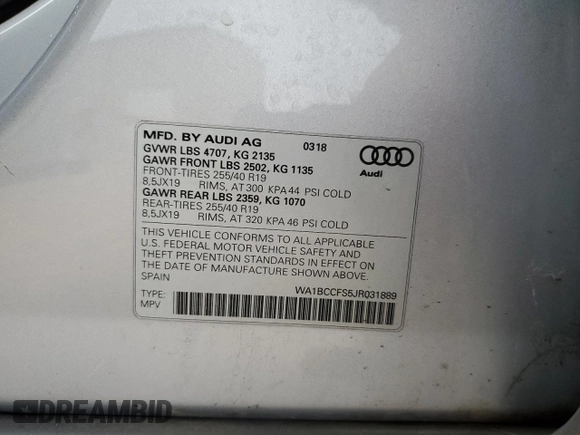 MFD. BY AUDI AG 0318
GVWR LBS 4707, KG 2135
GAWR FRONT LBS 2502, KG 1135
FRONT-TIRES 255/40 R19
8,5JX19 RIMS, AT 300 KPA 44 PSI COLD
GAWR REAR LBS 2359, KG 1070
REAR-TIRES 255/40 R19
8,5JX19 RIMS, AT 320 KPA 46 PSI COLD
Audi
THIS VEHICLE CONFORMS TO ALL APPLICABLE
U.S. FEDERAL MOTOR VEHICLE SAFETY AND
THEFT PREVENTION STANDARDS IN EFFECT ON
THE DATE OF MANUFACTURE SHOWN ABOVE.
SPAIN
WA1BCCFS5JR031889
TYPE:
MPV
DREAMBID